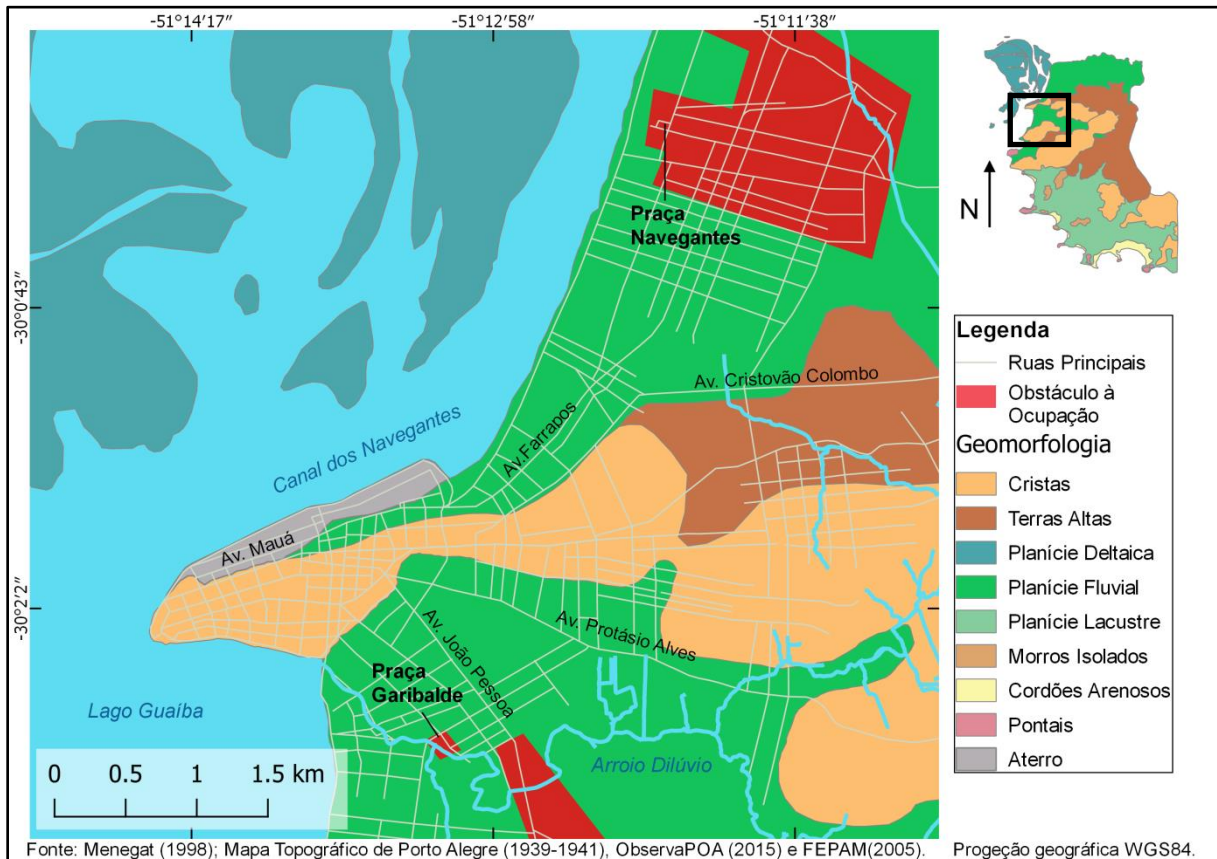 -51°14′17″
-51°12′58″
-51°11′38″
-30°0′43″
-30°2′2″
Praça
Navegantes
Av. Cristovão Colombo
Av.Farrapos
Canal dos Navegantes
Av. Mauá
Av. Protásio Alves
Av. João Pessoa
Praça
Garibalde
Lago Guaíba
Arroio Dilúvio
0 0.5 1 1.5 km
N
Legenda
Ruas Principais
Obstáculo à
Ocupação
Geomorfologia
Cristas
Terras Altas
Planície Deltaica
Planície Fluvial
Planície Lacustre
Morros Isolados
Cordões Arenosos
Pontais
Aterro
Fonte: Menegat (1998); Mapa Topográfico de Porto Alegre (1939-1941), ObservaPOA (2015) e FEPAM(2005). Progeção geográfica WGS84.